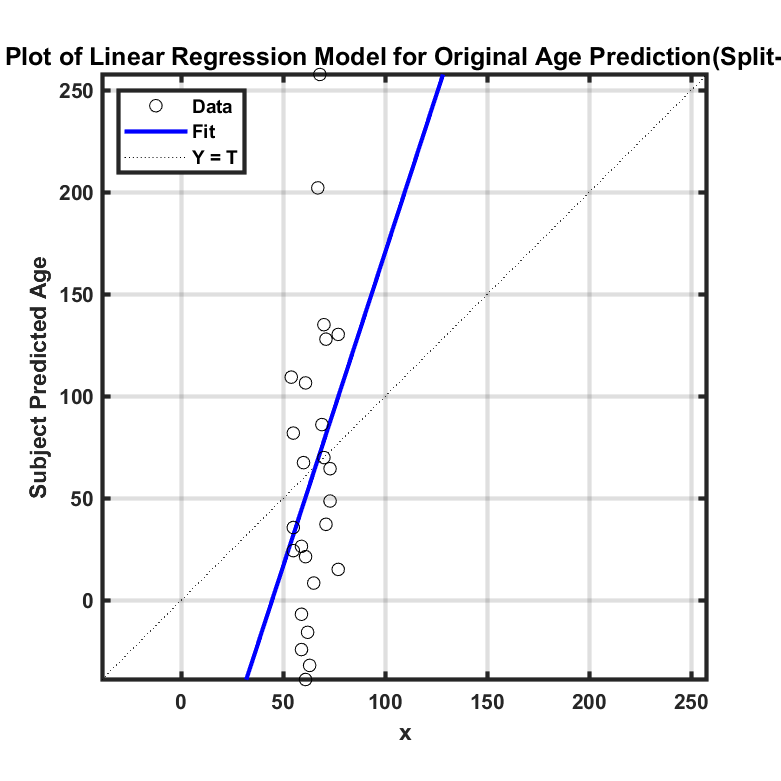 Plot of Linear Regression Model for Original Age Prediction(Split-
250
200
150
100
50
0
Data
Fit
Y = T
Subject Predicted Age
0 50 100 150 200 250
x